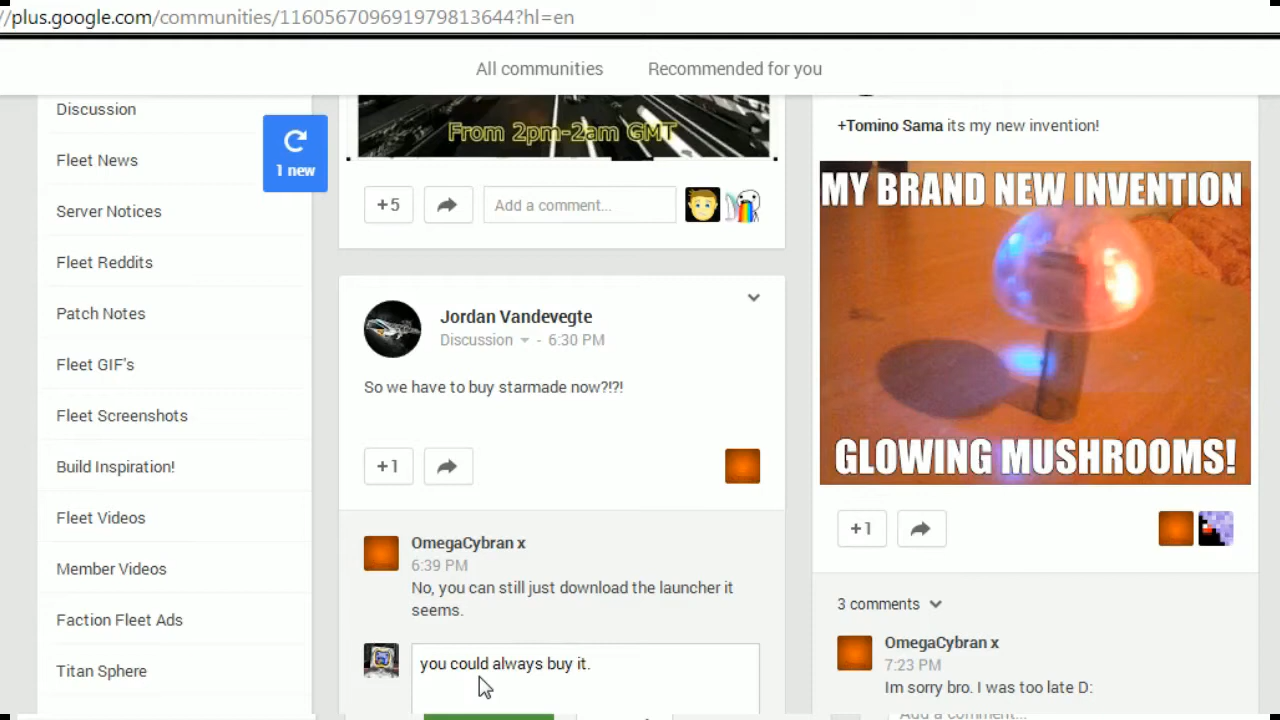 //plus.google.com/communities/116056709691979813644?hl=en
All communities
Recommended for you
Discussion
Fleet News
Server Notices
Fleet Reddits
Patch Notes
Fleet GIF's
Fleet Screenshots
Build Inspiration!
Fleet Videos
Member Videos
Faction Fleet Ads
Titan Sphere
1 new
From 2pm-2am GMT
+5
Add a comment...
Jordan Vandevegte
Discussion - 6:30 PM
So we have to buy starmade now?!?!
+1
OmegaCybran x
6:39 PM
No, you can still just download the launcher it
seems.
you could always buy it.
+Tomino Sama its my new invention!
MY BRAND NEW INVENTION
GLOWING MUSHROOMS!
+1
3 comments
OmegaCybran x
7:23 PM
Im sorry bro. I was too late D:
Add a comment...